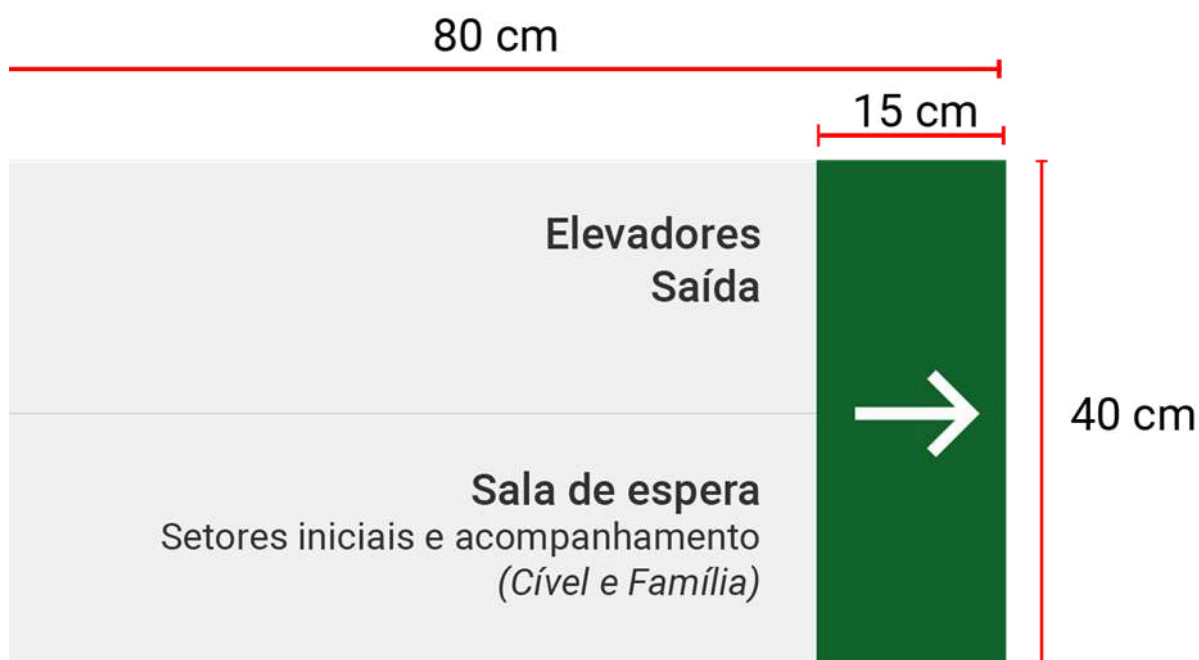 80 cm
15 cm
Elevadores
Saída
40 cm
Sala de espera
Setores iniciais e acompanhamento
(Cível e Família)